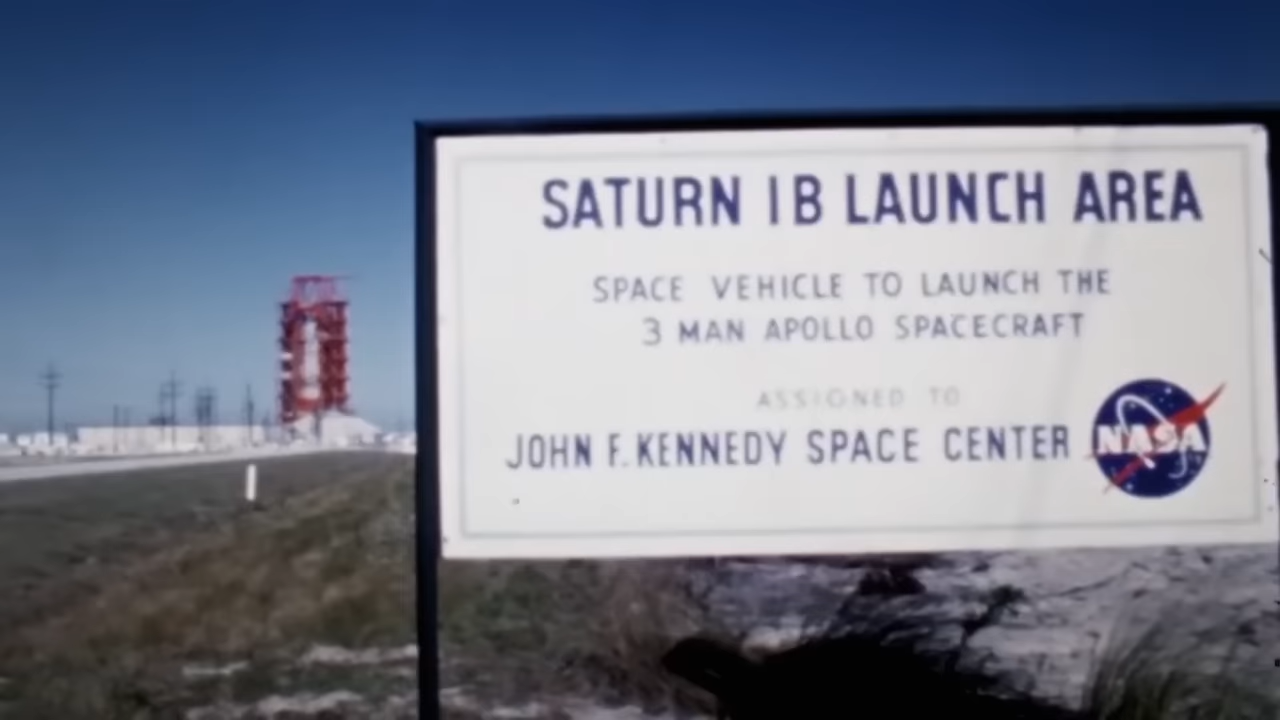 SATURN IB LAUNCH AREA
SPACE VEHICLE TO LAUNCH THE
3 MAN APOLLO SPACECRAFT
ASSIGNED TO
JOHN F. KENNEDY SPACE CENTER
NASA